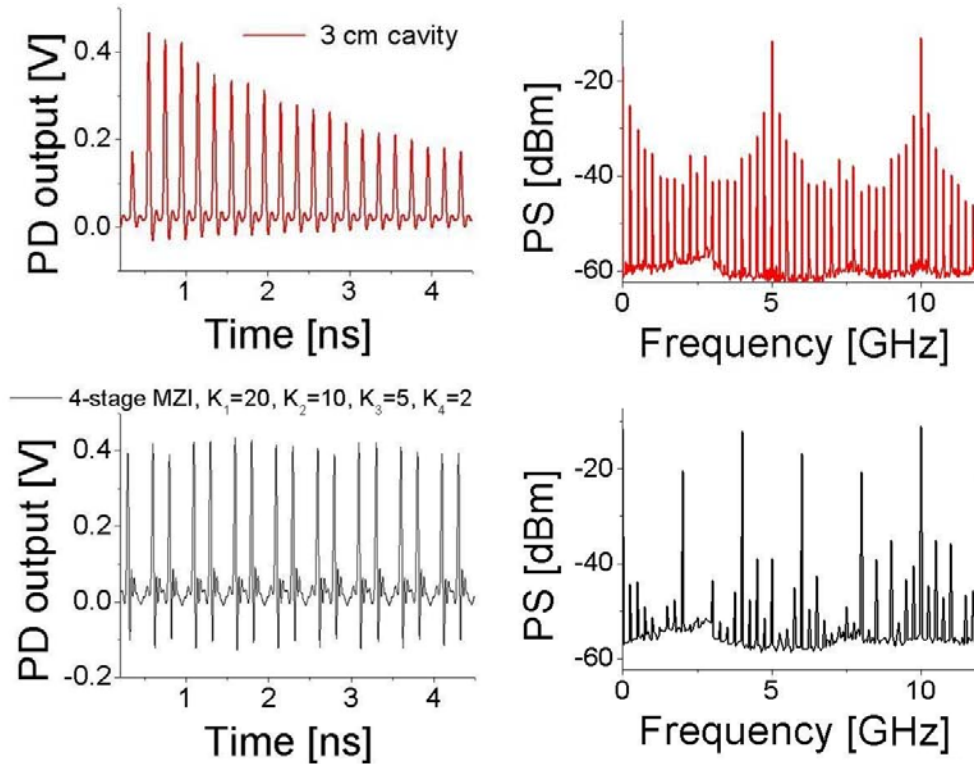 3 cm cavity
PD output [V]
0.4
0.2
0.0
1 2 3 4
Time [ns]
PS [dBm]
-20
-40
-60
0 5 10
Frequency [GHz]
4-stage MZI, K₁=20, K₂=10, K₃=5, K₄=2
PD output [V]
0.4
0.2
0.0
-0.2
1 2 3 4
Time [ns]
PS [dBm]
-20
-40
-60
0 5 10
Frequency [GHz]